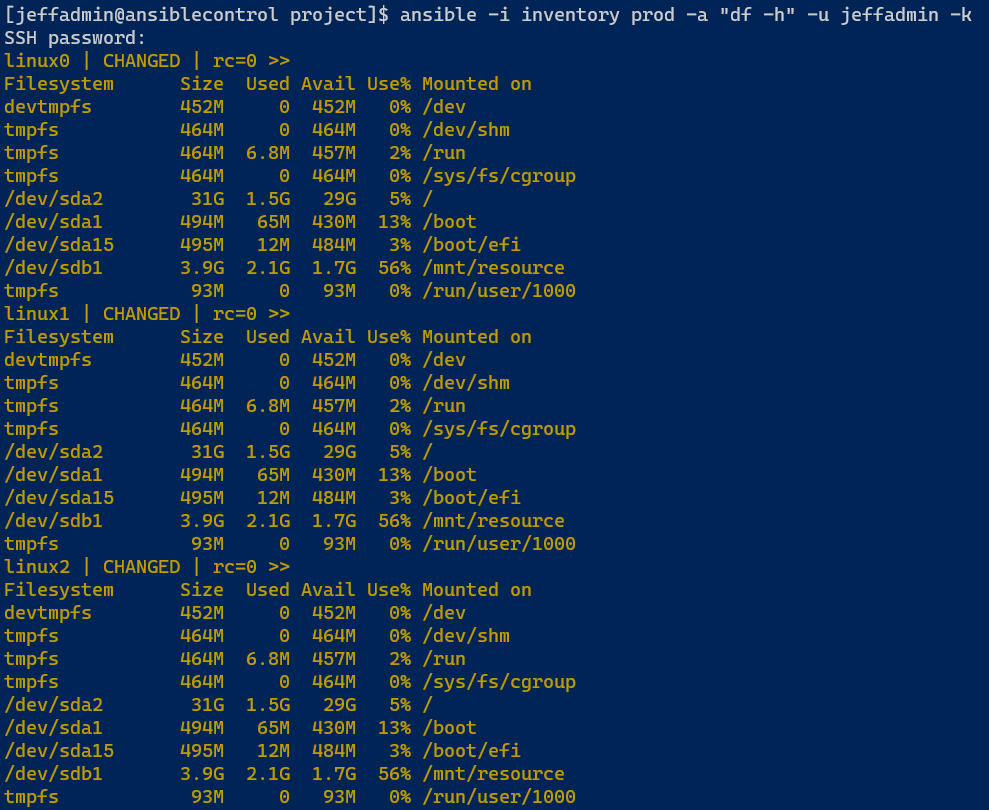 [jeffadmin@ansiblecontrol project]$ ansible -i inventory prod -a "df -h" -u jeffadmin -k
SSH password:
linux0 | CHANGED | rc=0 >>
Filesystem      Size  Used Avail Use% Mounted on
devtmpfs        452M     0  452M   0% /dev
tmpfs           464M     0  464M   0% /dev/shm
tmpfs           464M  6.8M  457M   2% /run
tmpfs           464M     0  464M   0% /sys/fs/cgroup
/dev/sda2        31G  1.5G   29G   5% /
/dev/sda1       494M   65M  430M  13% /boot
/dev/sda15      495M   12M  484M   3% /boot/efi
/dev/sdb1       3.9G  2.1G  1.7G  56% /mnt/resource
tmpfs            93M     0   93M   0% /run/user/1000
linux1 | CHANGED | rc=0 >>
Filesystem      Size  Used Avail Use% Mounted on
devtmpfs        452M     0  452M   0% /dev
tmpfs           464M     0  464M   0% /dev/shm
tmpfs           464M  6.8M  457M   2% /run
tmpfs           464M     0  464M   0% /sys/fs/cgroup
/dev/sda2        31G  1.5G   29G   5% /
/dev/sda1       494M   65M  430M  13% /boot
/dev/sda15      495M   12M  484M   3% /boot/efi
/dev/sdb1       3.9G  2.1G  1.7G  56% /mnt/resource
tmpfs            93M     0   93M   0% /run/user/1000
linux2 | CHANGED | rc=0 >>
Filesystem      Size  Used Avail Use% Mounted on
devtmpfs        452M     0  452M   0% /dev
tmpfs           464M     0  464M   0% /dev/shm
tmpfs           464M  6.8M  457M   2% /run
tmpfs           464M     0  464M   0% /sys/fs/cgroup
/dev/sda2        31G  1.5G   29G   5% /
/dev/sda1       494M   65M  430M  13% /boot
/dev/sda15      495M   12M  484M   3% /boot/efi
/dev/sdb1       3.9G  2.1G  1.7G  56% /mnt/resource
tmpfs            93M     0   93M   0% /run/user/1000